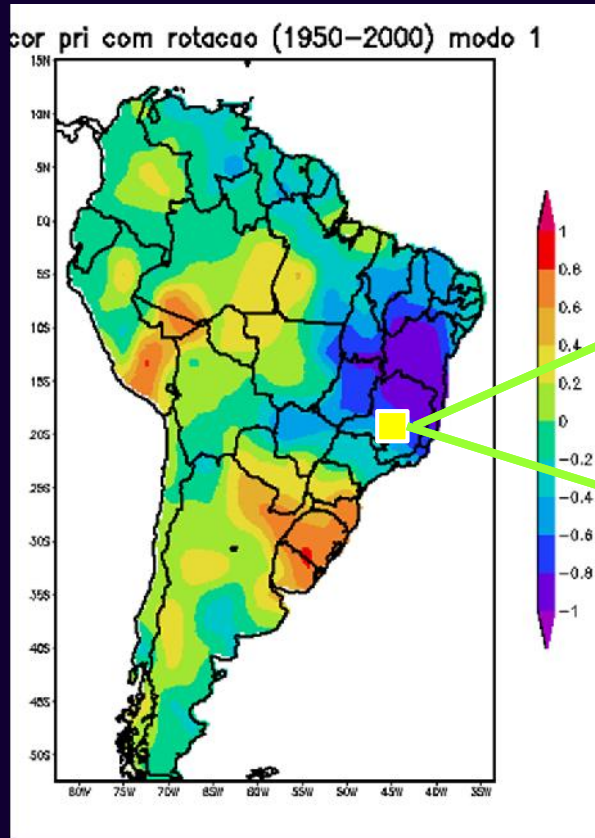 cor pri com rotacao (1950-2000) modo 1
15N
10N
5N
EQ
5S
10S
15S
20S
25S
30S
35S
40S
45S
50S
80W 75W 70W 65W 60W 55W 50W 45W 40W 35W
1
0.8
0.6
0.4
0.2
0
-0.2
-0.4
-0.6
-0.8
-1